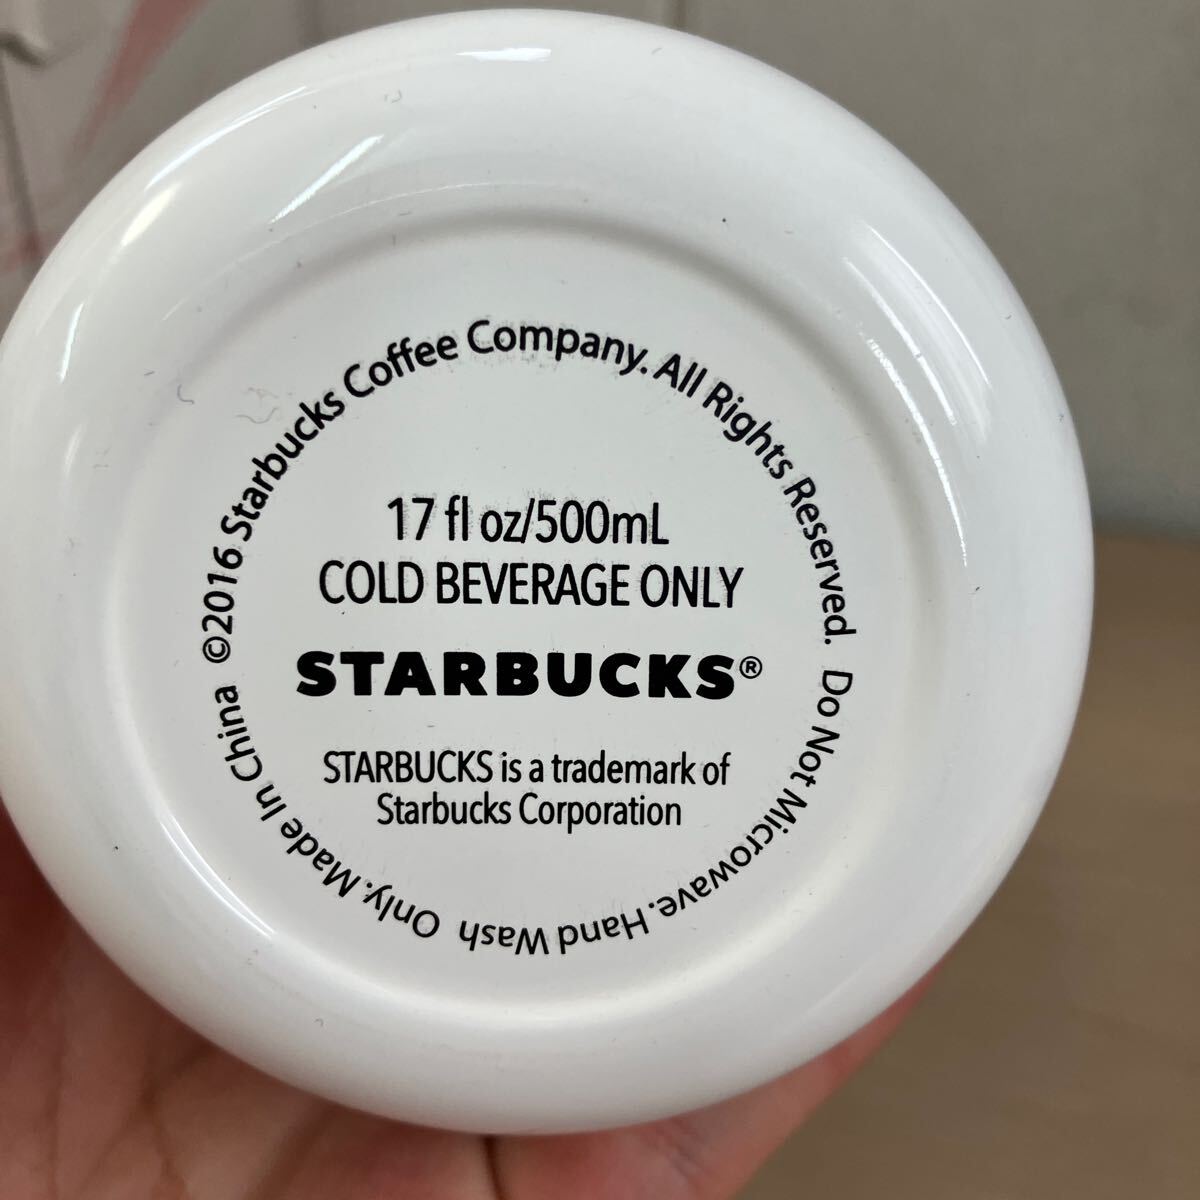 ©2016 Starbucks Coffee Company. All Rights Reserved. Do Not Microwave. Hand Wash Only. Made In China
17 fl oz/500mL
COLD BEVERAGE ONLY
STARBUCKS®
STARBUCKS is a trademark of
Starbucks Corporation